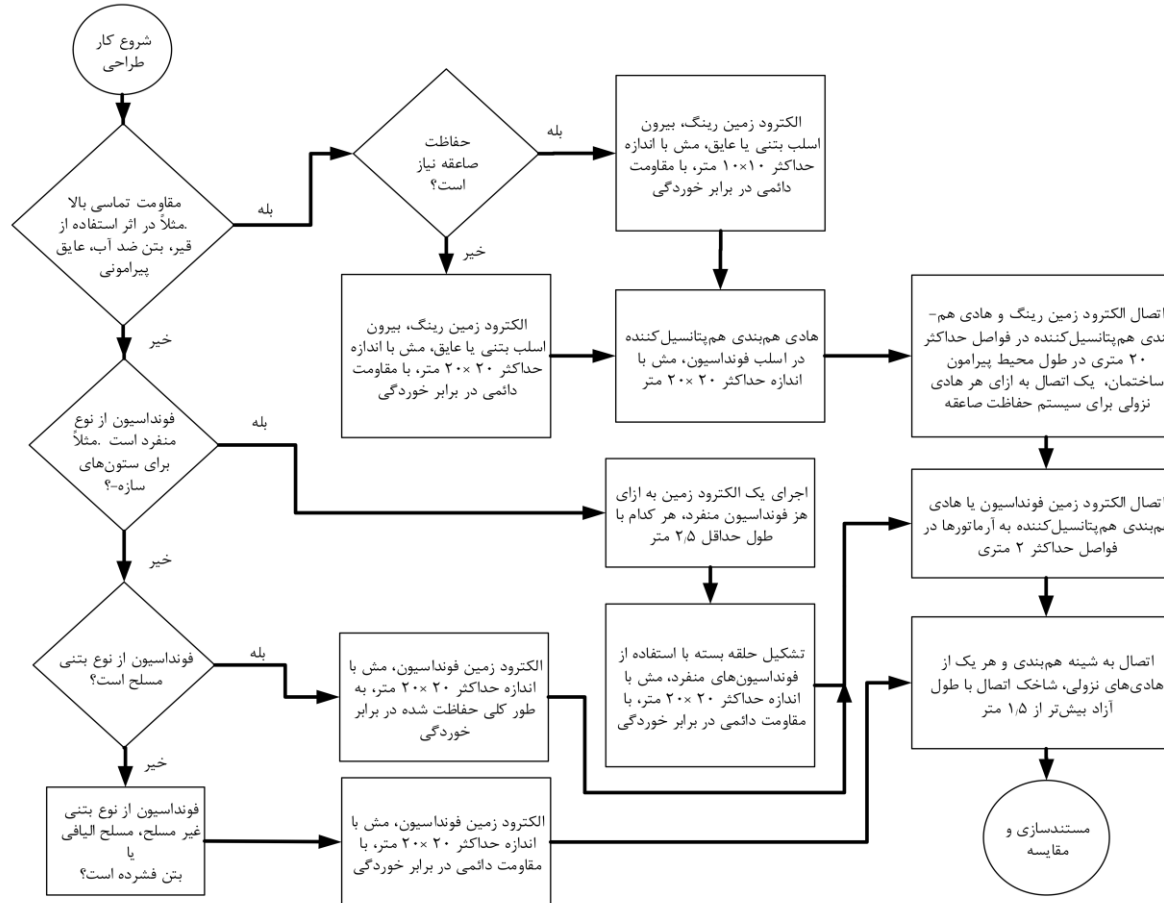 شروع کار
طراحی
مقاومت تماسی بالا
.مثلاً در اثر استفاده از
قیر، بتن ضد آب، عایق
پیرامونی
بله
حفاظت
صاعقه نیاز
است؟
بله
الکترود زمین رینگ، بیرون
اسلب بتنی یا عایق، مش با اندازه
حداکثر ۱۰×۱۰ متر، با مقاومت
دائمی در برابر خوردگی
خیر
الکترود زمین رینگ، بیرون
اسلب بتنی یا عایق، مش با اندازه
حداکثر ۲۰ ×۲۰ متر، با مقاومت
دائمی در برابر خوردگی
هادی هم‌بندی هم‌پتانسیل‌کننده
در اسلب فونداسیون، مش با
اندازه حداکثر ۲۰ ×۲۰ متر
اتصال الکترود زمین رینگ و هادی هم-
بندی هم‌پتانسیل‌کننده در فواصل حداکثر
۲۰ متری در طول محیط پیرامون
ساختمان، یک اتصال به ازای هر هادی
نزولی برای سیستم حفاظت صاعقه
خیر
فونداسیون از نوع
منفرد است .مثلاً
برای ستون‌های
سازه-؟
بله
اجرای یک الکترود زمین به ازای
هز فونداسیون منفرد، هر کدام با
طول حداقل ۲٫۵ متر
اتصال الکترود زمین فونداسیون یا هادی
هم‌بندی هم‌پتانسیل‌کننده به آرماتورها در
فواصل حداکثر ۲ متری
خیر
فونداسیون از نوع بتنی
مسلح است؟
بله
الکترود زمین فونداسیون، مش با
اندازه حداکثر ۲۰ ×۲۰ متر، به
طور کلی حفاظت شده در برابر
خوردگی
تشکیل حلقه بسته با استفاده از
فونداسیون‌های منفرد، مش با
اندازه حداکثر ۲۰ ×۲۰ متر، با
مقاومت دائمی در برابر خوردگی
اتصال به شینه هم‌بندی و هر یک از
هادی‌های نزولی، شاخک اتصال با طول
آزاد بیش‌تر از ۱٫۵ متر
خیر
فونداسیون از نوع بتنی
غیر مسلح، مسلح الیافی
یا
بتن فشرده است؟
الکترود زمین فونداسیون، مش با
اندازه حداکثر ۲۰ ×۲۰ متر، با
مقاومت دائمی در برابر خوردگی
مستندسازی و
مقایسه